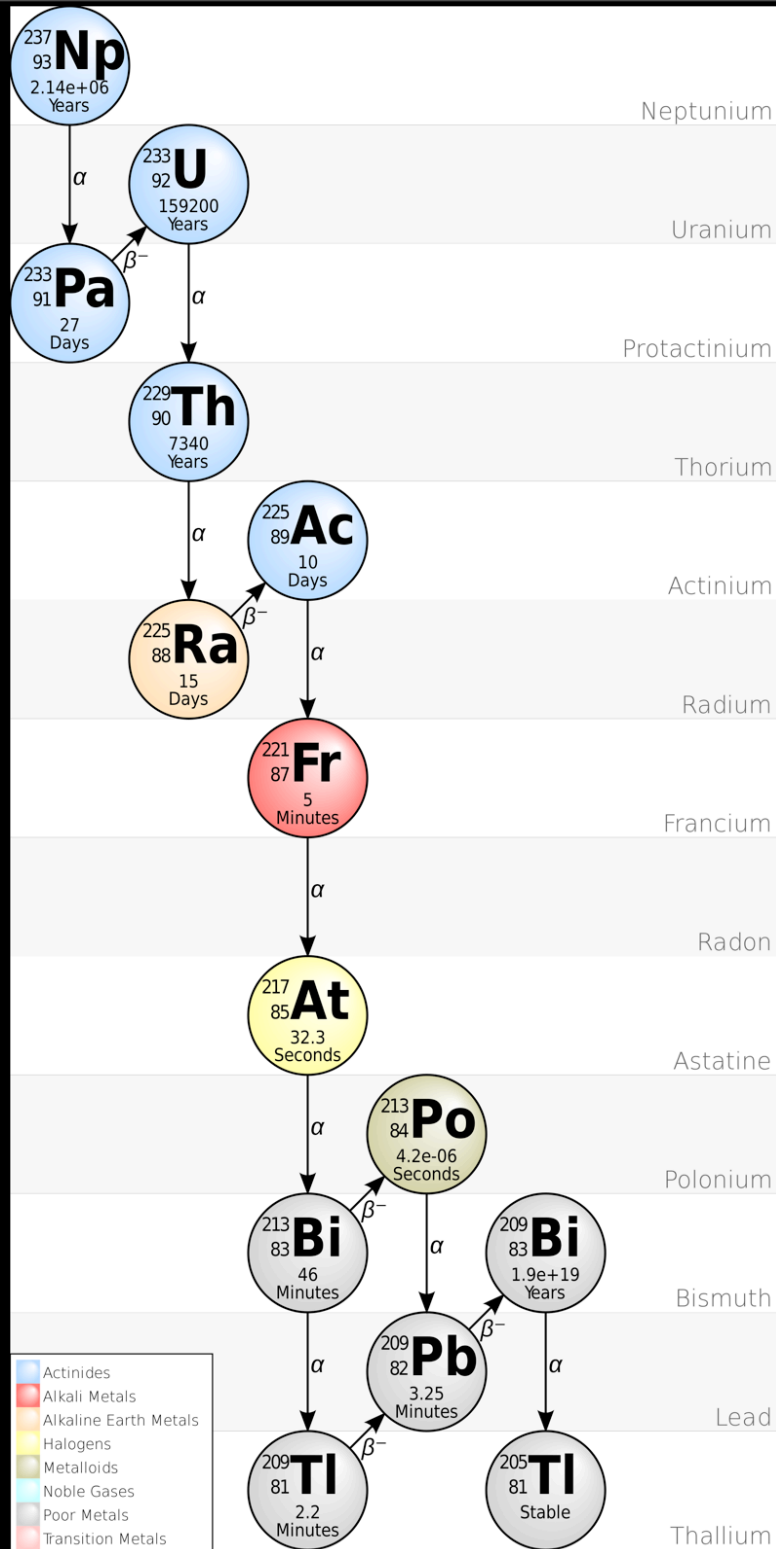 237
93 Np
2.14e+06
Years
Neptunium
α
233
92 U
159200
Years
Uranium
β⁻
233
91 Pa
27
Days
α
Protactinium
229
90 Th
7340
Years
Thorium
α
225
89 Ac
10
Days
Actinium
β⁻
225
88 Ra
15
Days
α
Radium
221
87 Fr
5
Minutes
Francium
α
Radon
217
85 At
32.3
Seconds
Astatine
α
213
84 Po
4.2e-06
Seconds
Polonium
β⁻
213
83 Bi
46
Minutes
α
209
83 Bi
1.9e+19
Years
Bismuth
β⁻
α
209
82 Pb
3.25
Minutes
α
Lead
β⁻
209
81 Tl
2.2
Minutes
205
81 Tl
Stable
Thallium
Actinides
Alkali Metals
Alkaline Earth Metals
Halogens
Metalloids
Noble Gases
Poor Metals
Transition Metals